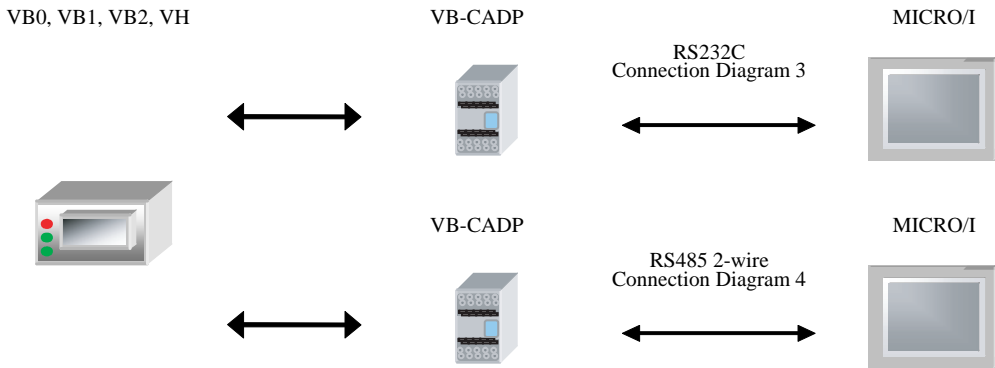 VB0, VB1, VB2, VH
VB-CADP
MICRO/I
RS232C
Connection Diagram 3
VB-CADP
MICRO/I
RS485 2-wire
Connection Diagram 4